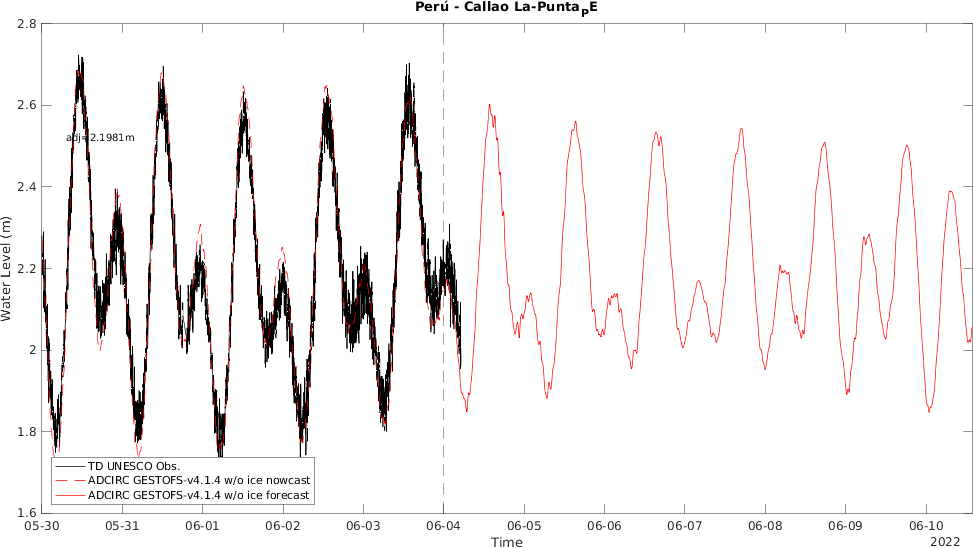 Perú - Callao La-PuntaPE
2.8
2.6
2.4
2.2
2
1.8
1.6
Water Level (m)
adj=2.1981m
TD UNESCO Obs.
ADCIRC GESTOFS-v4.1.4 w/o ice nowcast
ADCIRC GESTOFS-v4.1.4 w/o ice forecast
05-30 05-31 06-01 06-02 06-03 06-04 06-05 06-06 06-07 06-08 06-09 06-10
Time
2022